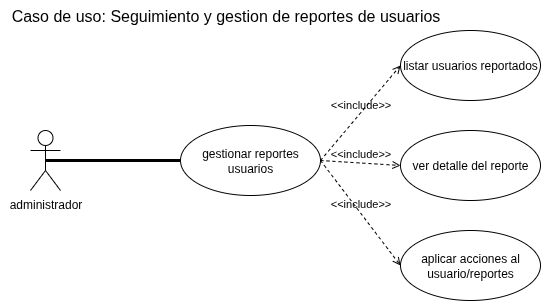 Caso de uso: Seguimiento y gestion de reportes de usuarios
listar usuarios reportados
<<include>>
gestionar reportes
usuarios
<<include>>
ver detalle del reporte
administrador
<<include>>
aplicar acciones al
usuario/reportes